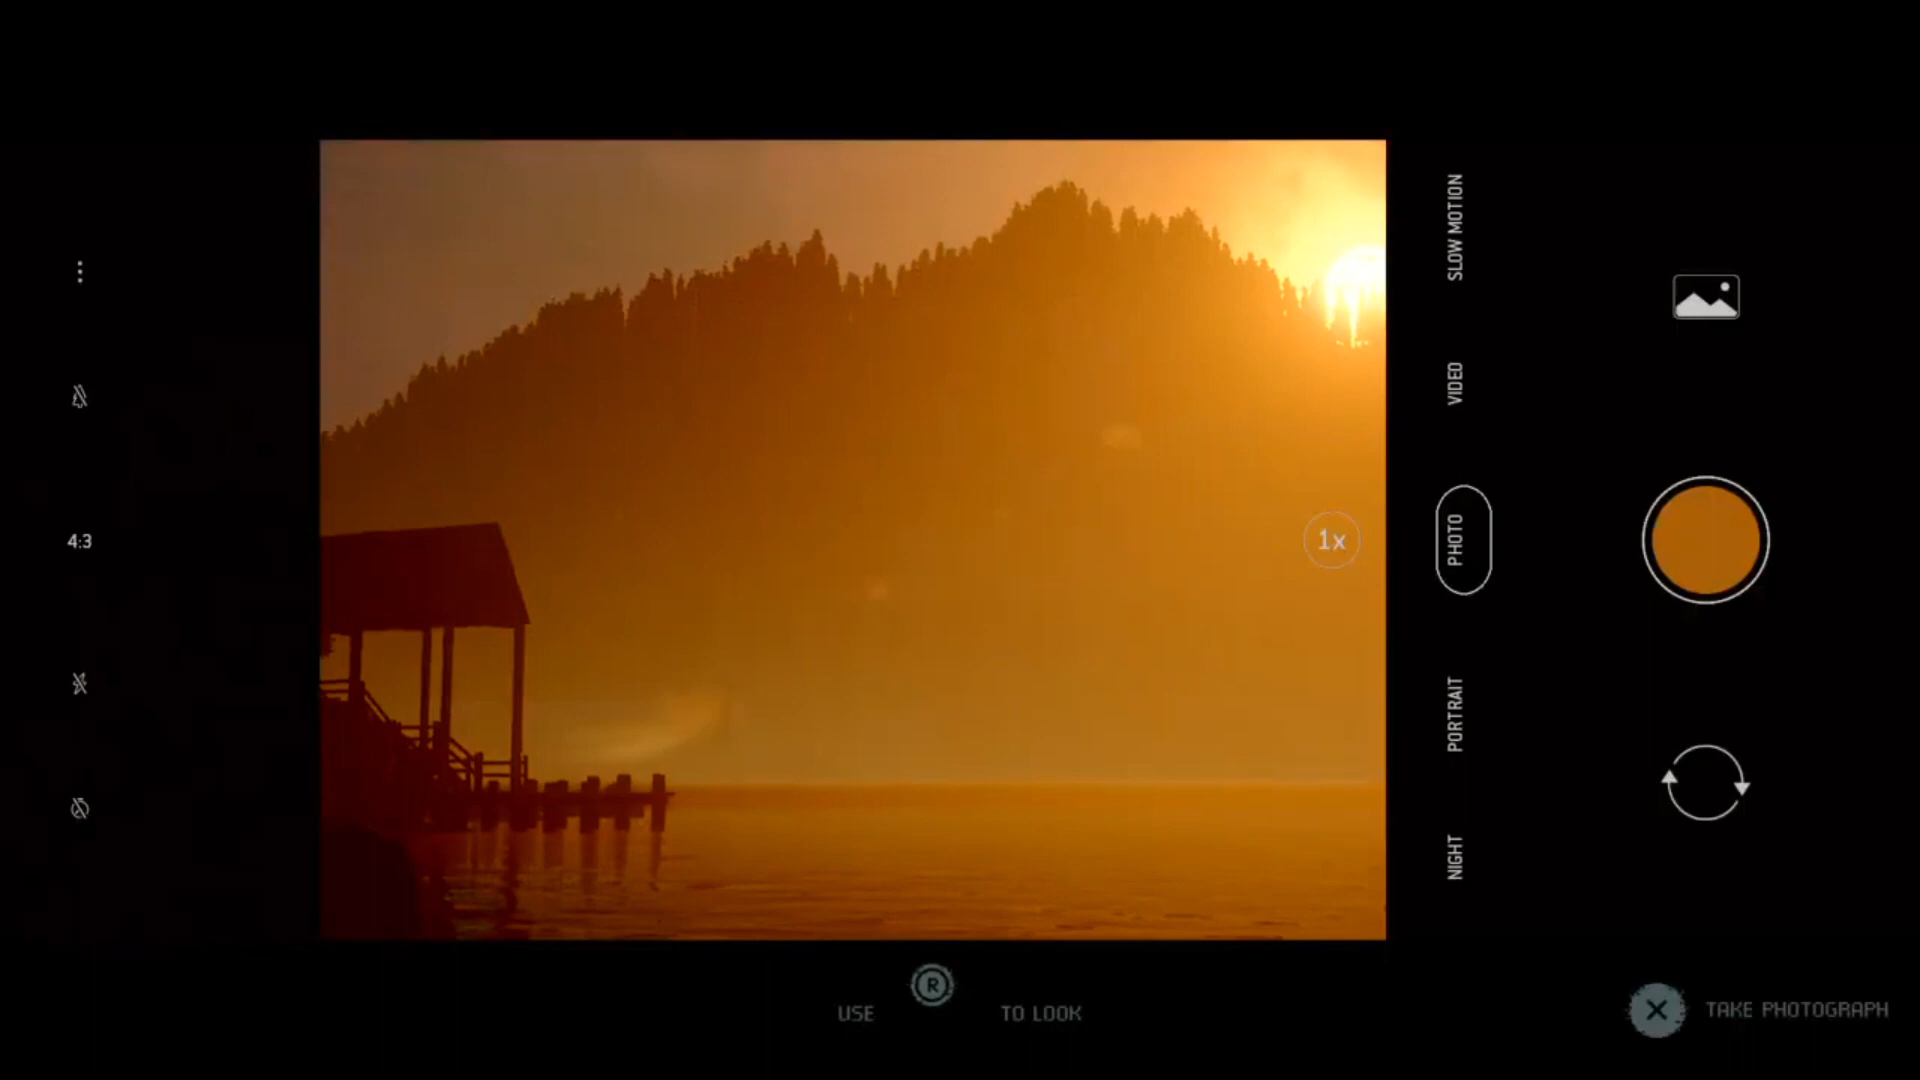 SLOW MOTION
VIDEO
4:3
1x
PHOTO
PORTRAIT
NIGHT
USE R TO LOOK
X TAKE PHOTOGRAPH